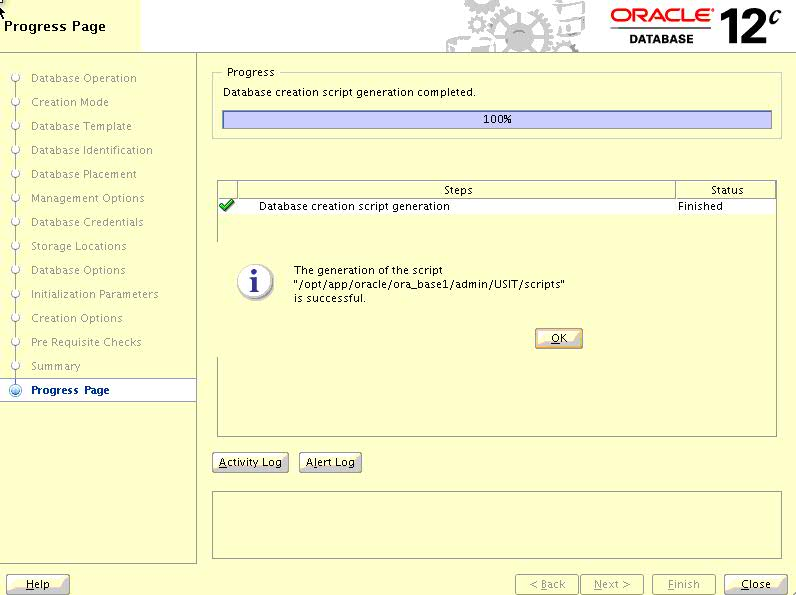 Progress Page
ORACLE®
DATABASE
12c
Database Operation
Creation Mode
Database Template
Database Identification
Database Placement
Management Options
Database Credentials
Storage Locations
Database Options
Initialization Parameters
Creation Options
Pre Requisite Checks
Summary
Progress Page
Progress
Database creation script generation completed.
100%
Steps Status
Database creation script generation Finished
The generation of the script
"/opt/app/oracle/ora_base1/admin/USIT/scripts"
is successful.
OK
Activity Log Alert Log
Help < Back Next > Finish Close